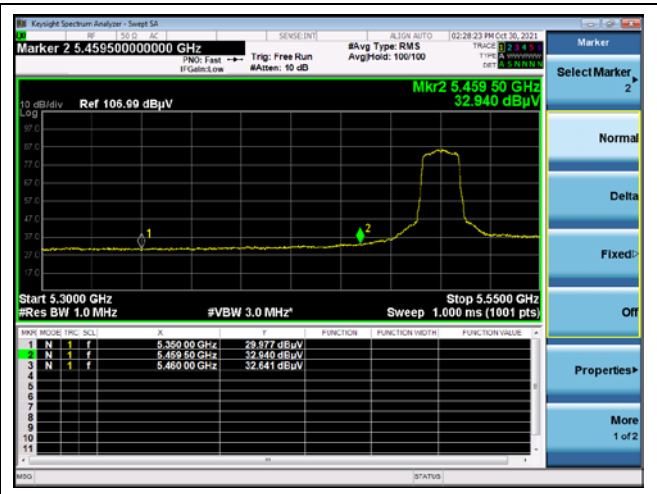 Keysight Spectrum Analyzer - Swept SA
RF 50 Ω AC SENSE:INT ALIGN AUTO 02:28:23 PM Oct 30, 2021
Marker 2 5.459500000000 GHz
PNO: Fast Trig: Free Run #Avg Type: RMS TRACE 1 2 3 4 5 6
IFGain:Low #Atten: 10 dB Avg|Hold: 100/100 TYPE A WWWWW
DET A S N N N N
Mkr2 5.459 50 GHz
32.940 dBµV
10 dB/div Ref 106.99 dBµV
Log
97.0
87.0
77.0
67.0
57.0
47.0
37.0
27.0
17.0
1
2
Start 5.3000 GHz Stop 5.5500 GHz
#Res BW 1.0 MHz #VBW 3.0 MHz* Sweep 1.000 ms (1001 pts)
MKR MODE TRC SCL X Y FUNCTION FUNCTION WIDTH FUNCTION VALUE
1 N 1 f 5.350 00 GHz 29.977 dBµV
2 N 1 f 5.459 50 GHz 32.940 dBµV
3 N 1 f 5.460 00 GHz 32.641 dBµV
4
5
6
7
8
9
10
11
MSG STATUS
Marker
Select Marker
2
Normal
Delta
Fixed
Off
Properties
More
1 of 2